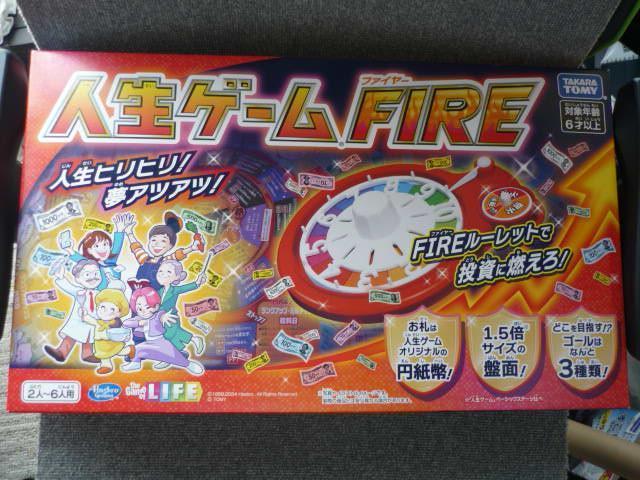 人生ゲーム FIRE
ファイヤー
TAKARA TOMY
対象年齢
6才以上
人生ヒリヒリ!
夢アツアツ!
FIREルーレットで
投資に燃えろ!
お札は
人生ゲーム
オリジナルの
円紙幣!
1.5倍
サイズの
盤面!
どこを目指す!?
ゴールは
なんと
3種類!
2人〜6人用
Hasbro
The Game of
LIFE
© TOMY